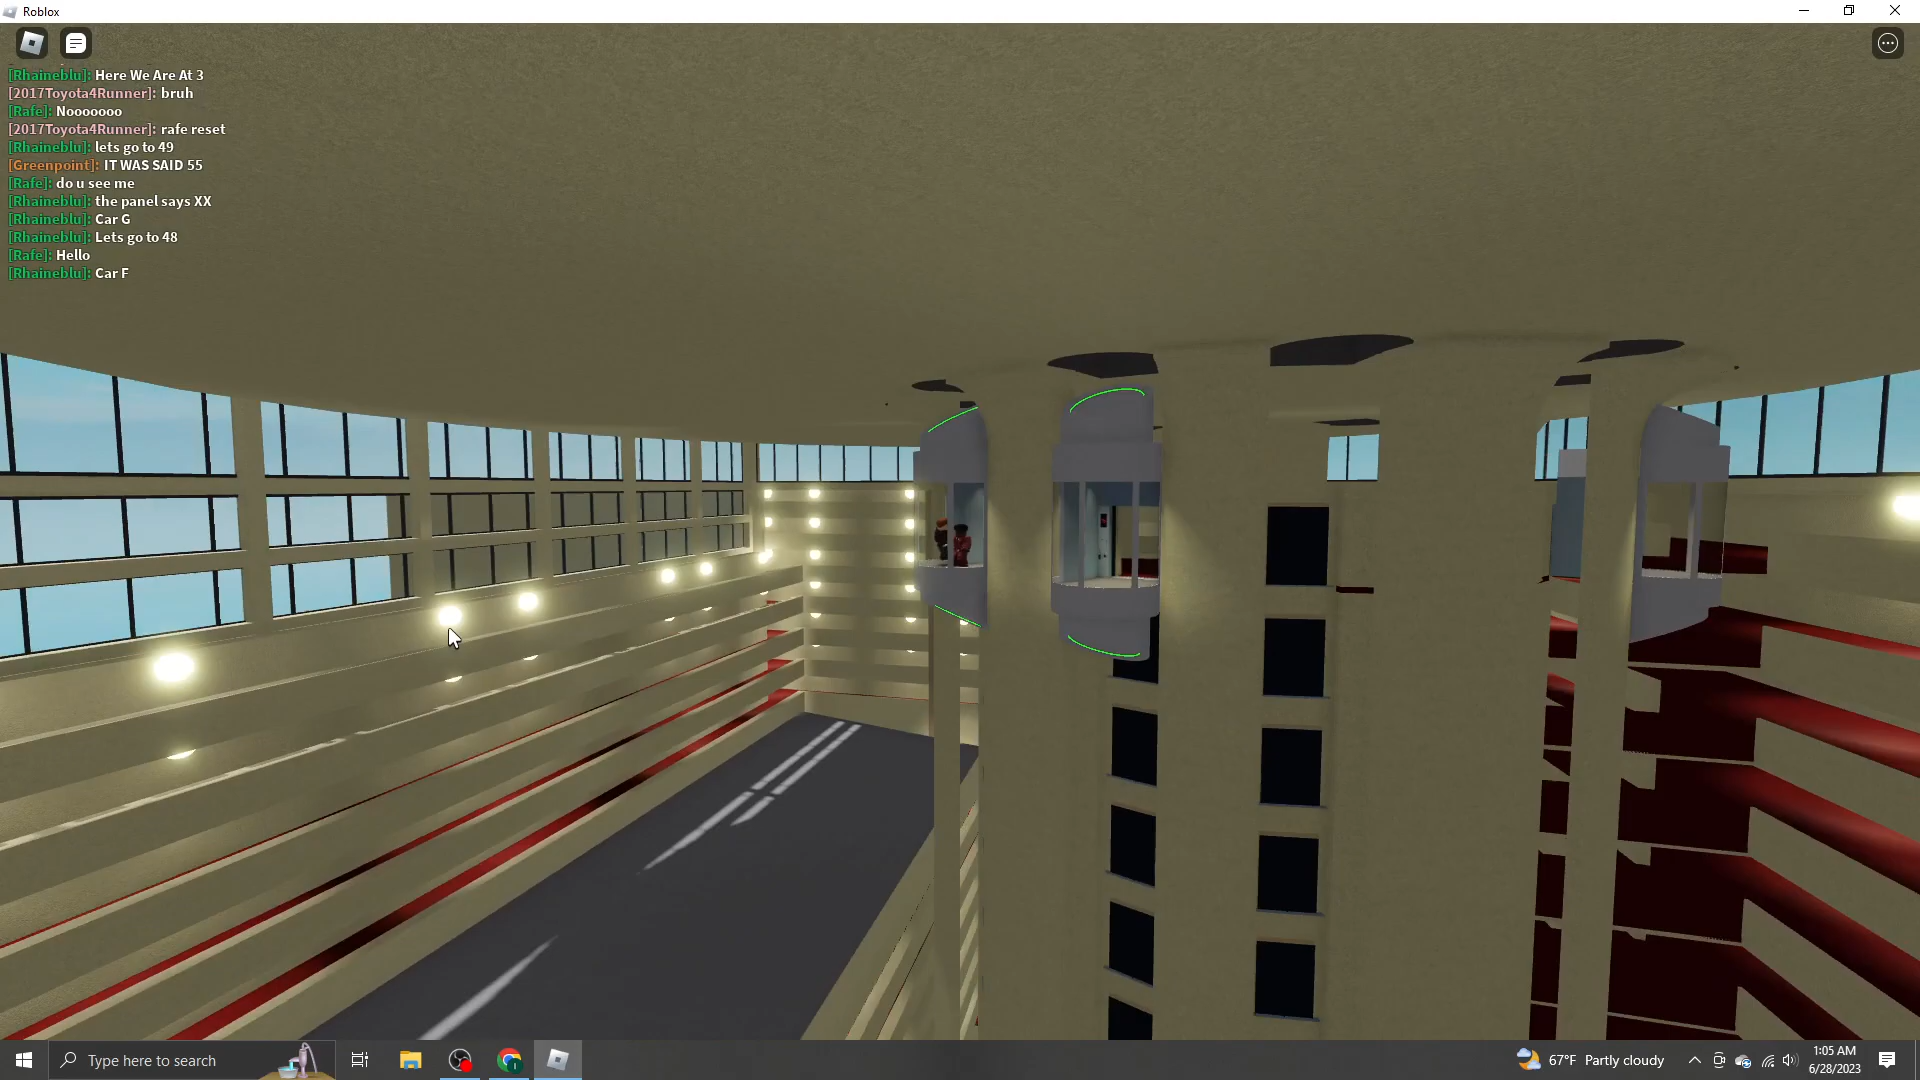 Roblox
[Rhaineblu]: Here We Are At 3
[2017Toyota4Runner]: bruh
[Rafe]: Nooooooo
[2017Toyota4Runner]: rafe reset
[Rhaineblu]: lets go to 49
[Greenpoint]: IT WAS SAID 55
[Rafe]: do u see me
[Rhaineblu]: the panel says XX
[Rhaineblu]: Car G
[Rhaineblu]: Lets go to 48
[Rafe]: Hello
[Rhaineblu]: Car F
Type here to search
67°F Partly cloudy
1:05 AM
6/28/2023